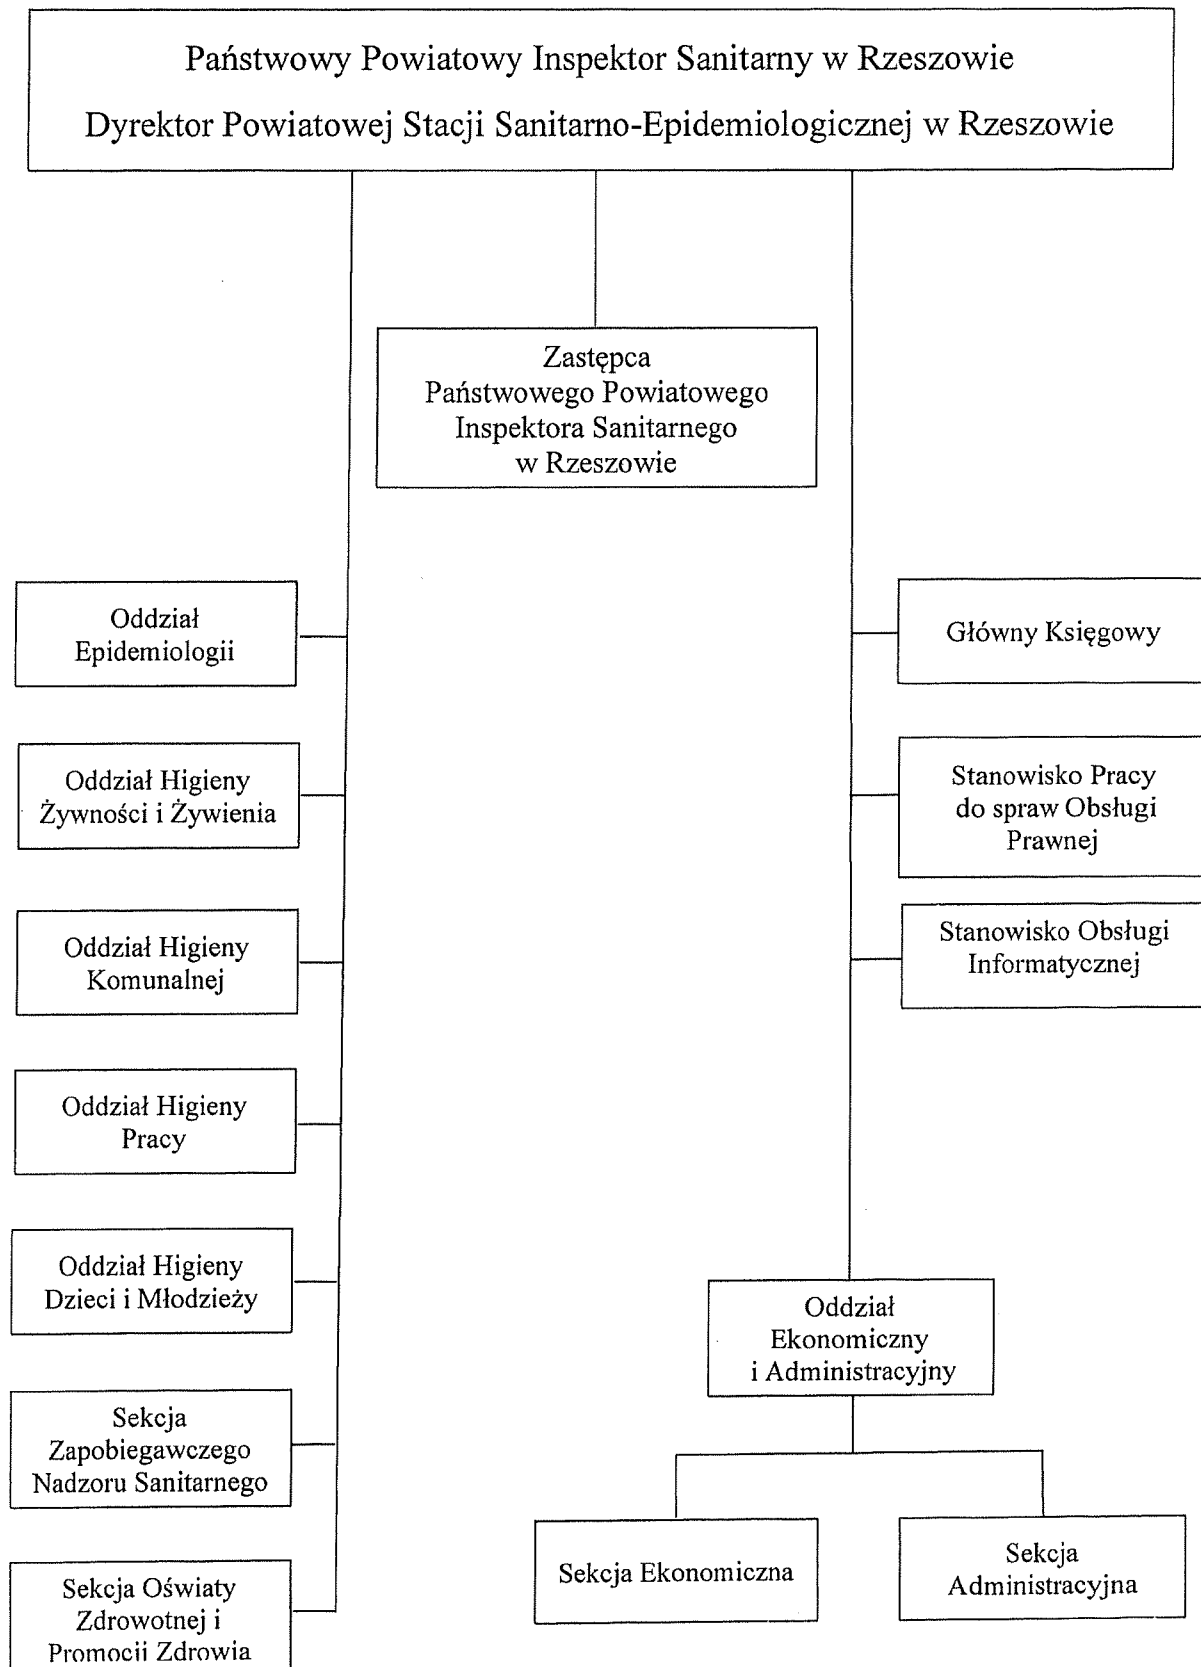 Państwowy Powiatowy Inspektor Sanitarny w Rzeszowie
Dyrektor Powiatowej Stacji Sanitarno-Epidemiologicznej w Rzeszowie
Zastępca
Państwowego Powiatowego
Inspektora Sanitarnego
w Rzeszowie
Oddział
Epidemiologii
Oddział Higieny
Żywności i Żywienia
Oddział Higieny
Komunalnej
Oddział Higieny
Pracy
Oddział Higieny
Dzieci i Młodzieży
Sekcja
Zapobiegawczego
Nadzoru Sanitarnego
Sekcja Oświaty
Zdrowotnej i
Promocji Zdrowia
Główny Księgowy
Stanowisko Pracy
do spraw Obsługi
Prawnej
Stanowisko Obsługi
Informatycznej
Oddział
Ekonomiczny
i Administracyjny
Sekcja Ekonomiczna
Sekcja
Administracyjna